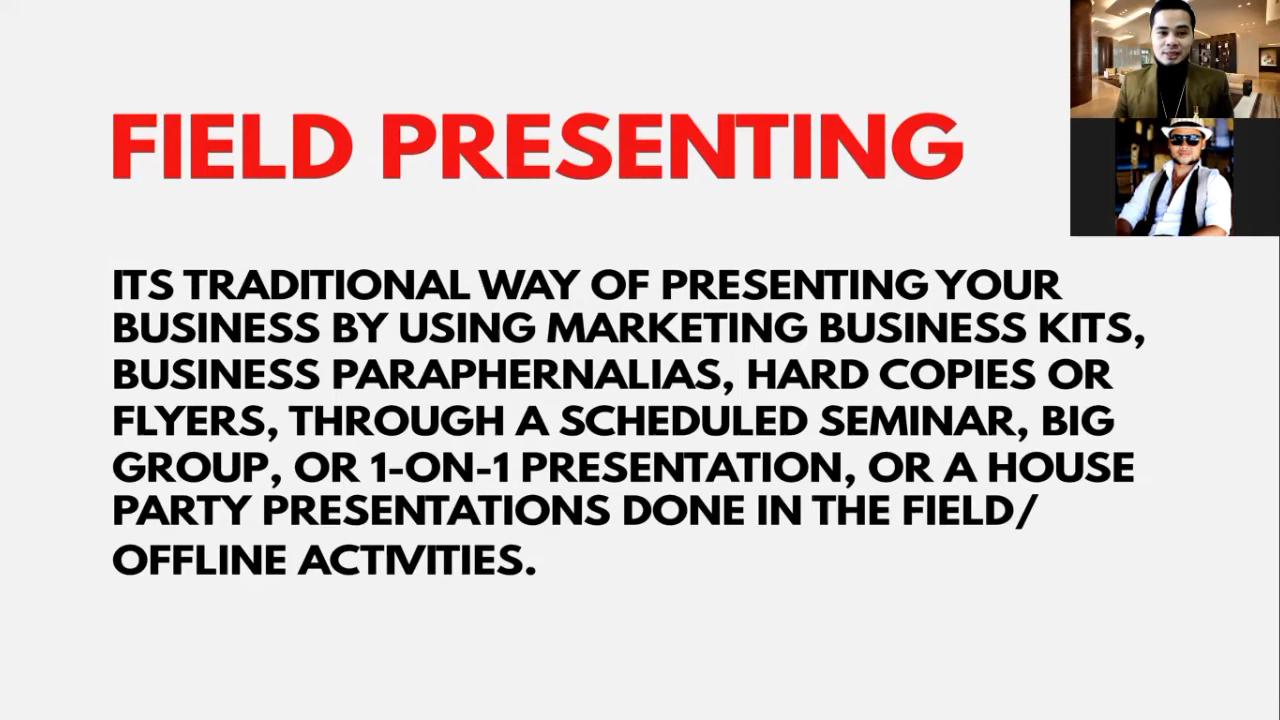 FIELD PRESENTING
ITS TRADITIONAL WAY OF PRESENTING YOUR
BUSINESS BY USING MARKETING BUSINESS KITS,
BUSINESS PARAPHERNALIAS, HARD COPIES OR
FLYERS, THROUGH A SCHEDULED SEMINAR, BIG
GROUP, OR 1-ON-1 PRESENTATION, OR A HOUSE
PARTY PRESENTATIONS DONE IN THE FIELD/
OFFLINE ACTIVITIES.